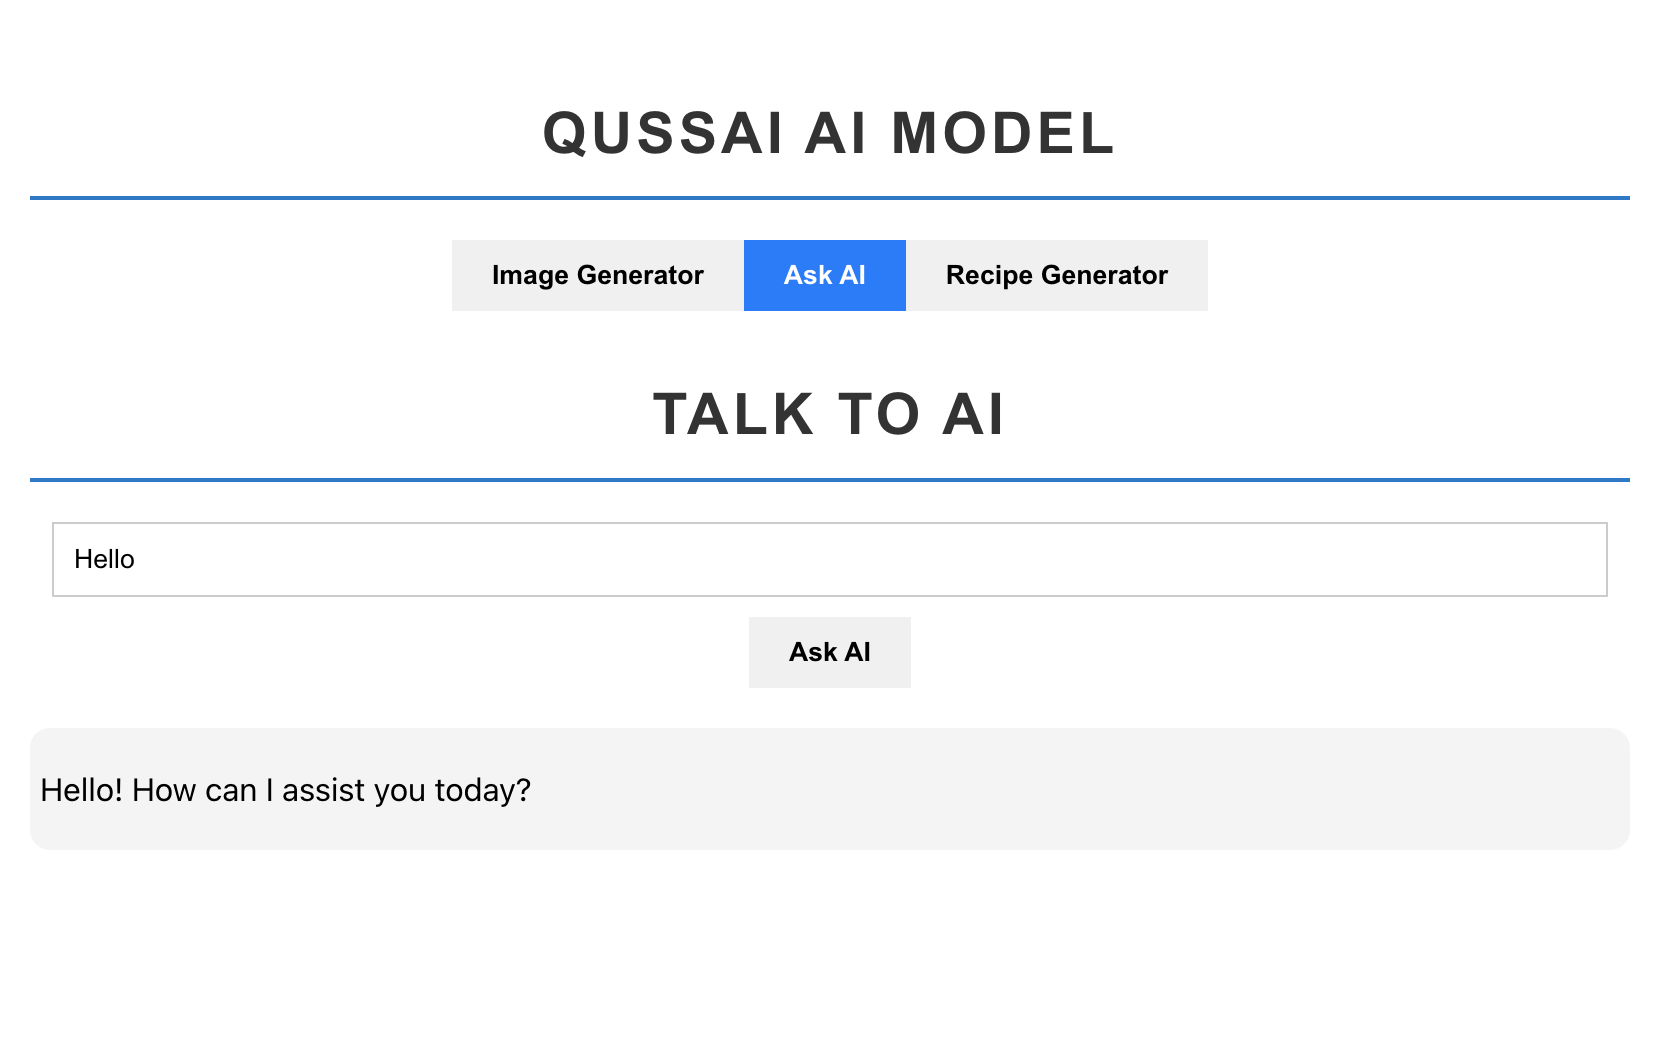 QUSSAI AI MODEL
Image Generator Ask AI Recipe Generator
TALK TO AI
Hello
Ask AI
Hello! How can I assist you today?